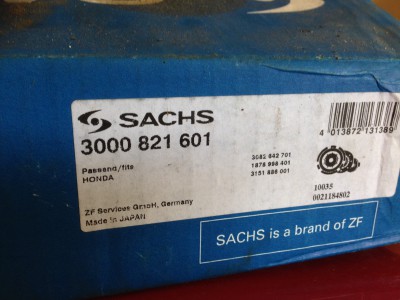 SACHS
3000 821 601
4 013872 131389
Passend/fits
HONDA
3082 842 701
1878 998 401
3151 886 001
10035
0021184802
ZF Services GmbH, Germany
Made in JAPAN
SACHS is a brand of ZF